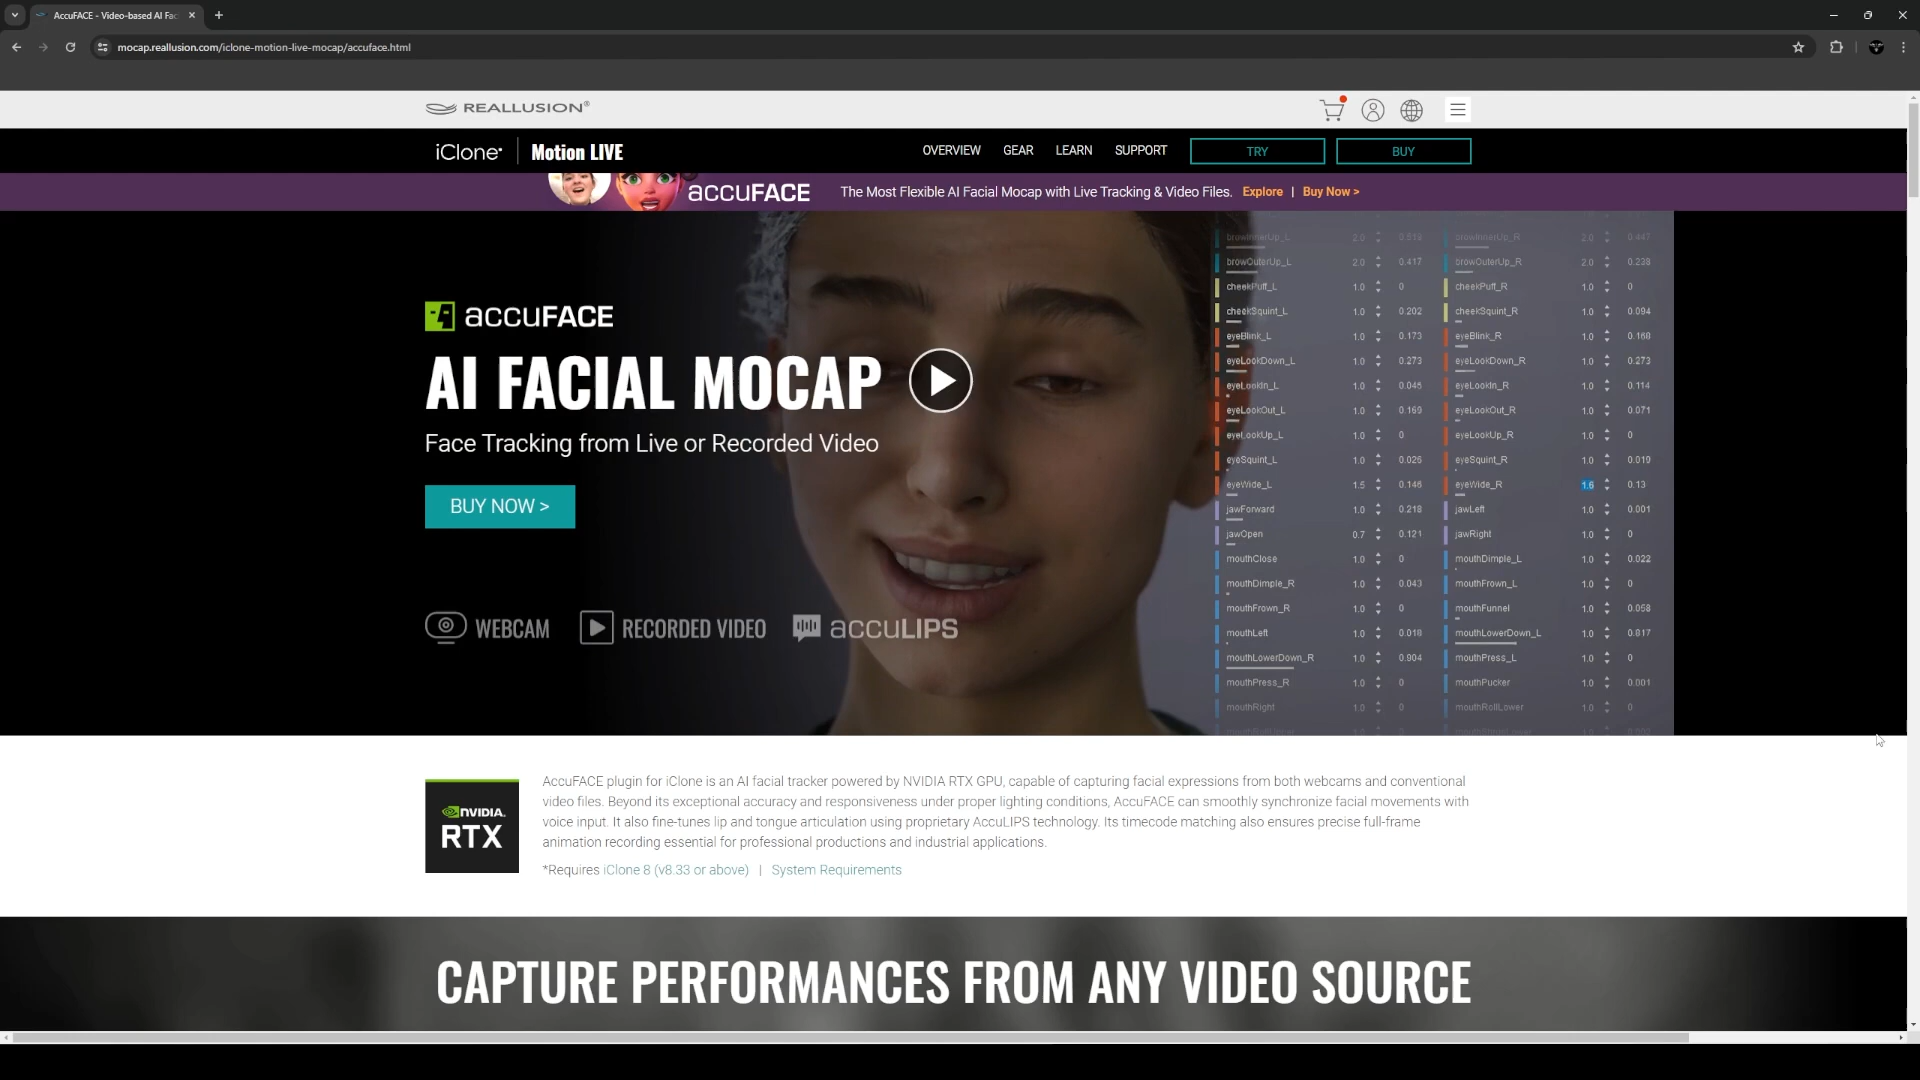 AccuFACE - Video-based AI Fac
mocap.reallusion.com/iclone-motion-live-mocap/accuface.html
REALLUSION®
iClone
Motion LIVE
OVERVIEW
GEAR
LEARN
SUPPORT
TRY
BUY
accuFACE
The Most Flexible AI Facial Mocap with Live Tracking & Video Files. Explore | Buy Now >
accuFACE
AI FACIAL MOCAP
Face Tracking from Live or Recorded Video
BUY NOW >
WEBCAM
RECORDED VIDEO
accuLIPS
browInnerUp_L 2.0 0.519 browInnerUp_R 2.0 0.447
browOuterUp_L 2.0 0.417 browOuterUp_R 2.0 0.238
cheekPuff_L 1.0 0 cheekPuff_R 1.0 0
cheekSquint_L 1.0 0.202 cheekSquint_R 1.0 0.094
eyeBlink_L 1.0 0.173 eyeBlink_R 1.0 0.160
eyeLookDown_L 1.0 0.273 eyeLookDown_R 1.0 0.273
eyeLookIn_L 1.0 0.046 eyeLookIn_R 1.0 0.114
eyeLookOut_L 1.0 0.169 eyeLookOut_R 1.0 0.071
eyeLookUp_L 1.0 0 eyeLookUp_R 1.0 0
eyeSquint_L 1.0 0.026 eyeSquint_R 1.0 0.019
eyeWide_L 1.5 0.146 eyeWide_R 1.6 0.13
jawForward 1.0 0.218 jawLeft 1.0 0.001
jawOpen 0.7 0.121 jawRight 1.0 0
mouthClose 1.0 0 mouthDimple_L 1.0 0.022
mouthDimple_R 1.0 0.043 mouthFrown_L 1.0 0
mouthFrown_R 1.0 0 mouthFunnel 1.0 0.058
mouthLeft 1.0 0.018 mouthLowerDown_L 1.0 0.817
mouthLowerDown_R 1.0 0.904 mouthPress_L 1.0 0
mouthPress_R 1.0 0 mouthPucker 1.0 0.001
mouthRight 1.0 0 mouthRollLower 1.0 0
NVIDIA.
RTX
AccuFACE plugin for iClone is an AI facial tracker powered by NVIDIA RTX GPU, capable of capturing facial expressions from both webcams and conventional
video files. Beyond its exceptional accuracy and responsiveness under proper lighting conditions, AccuFACE can smoothly synchronize facial movements with
voice input. It also fine-tunes lip and tongue articulation using proprietary AccuLIPS technology. Its timecode matching also ensures precise full-frame
animation recording essential for professional productions and industrial applications.
*Requires iClone 8 (v8.33 or above) | System Requirements
CAPTURE PERFORMANCES FROM ANY VIDEO SOURCE